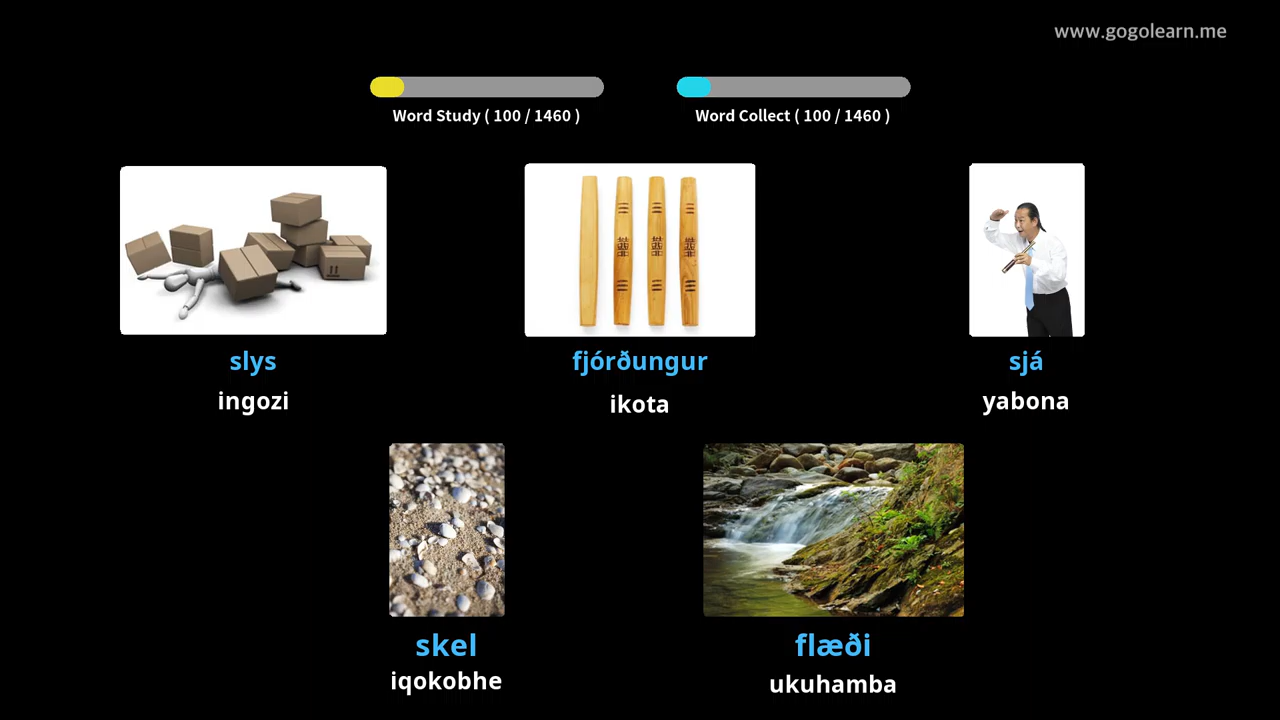 www.gogolearn.me
Word Study ( 100 / 1460 )
Word Collect ( 100 / 1460 )
slys
fjórðungur
sjá
ingozi
ikota
yabona
skel
flæði
iqokobhe
ukuhamba